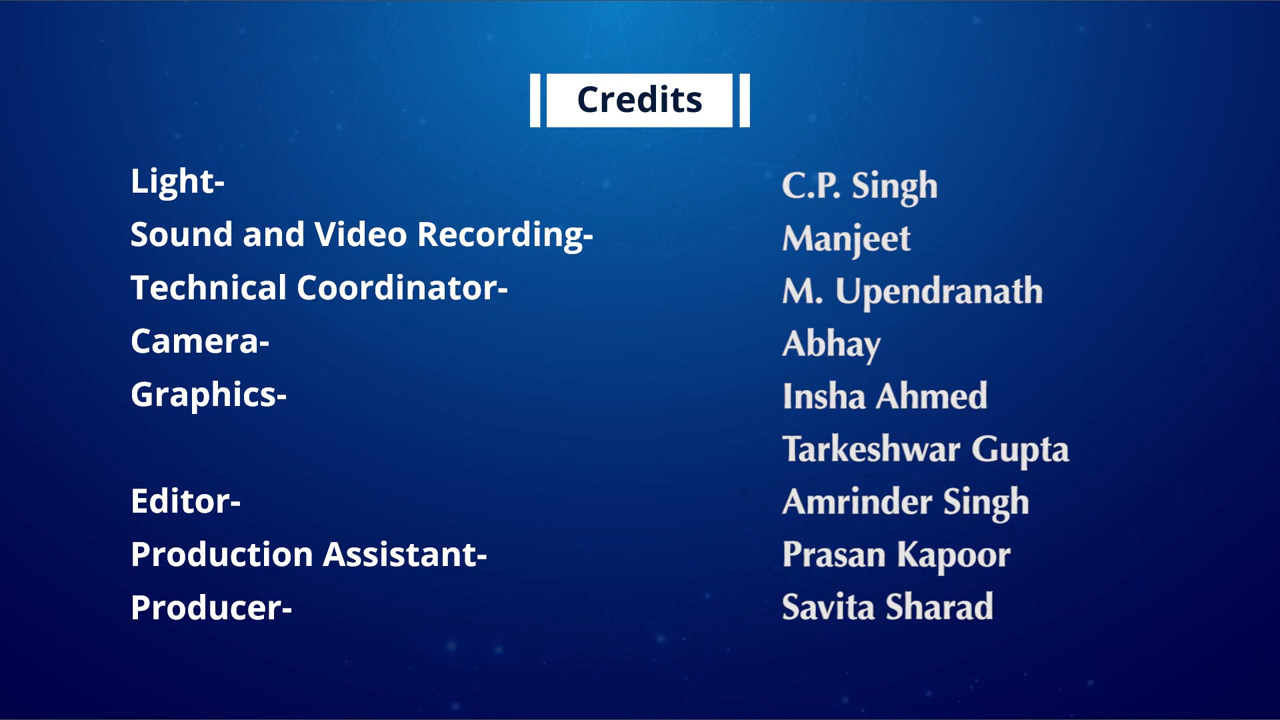 Credits
Light- C.P. Singh
Sound and Video Recording- Manjeet
Technical Coordinator- M. Upendranath
Camera- Abhay
Graphics- Insha Ahmed
Tarkeshwar Gupta
Editor- Amrinder Singh
Production Assistant- Prasan Kapoor
Producer- Savita Sharad